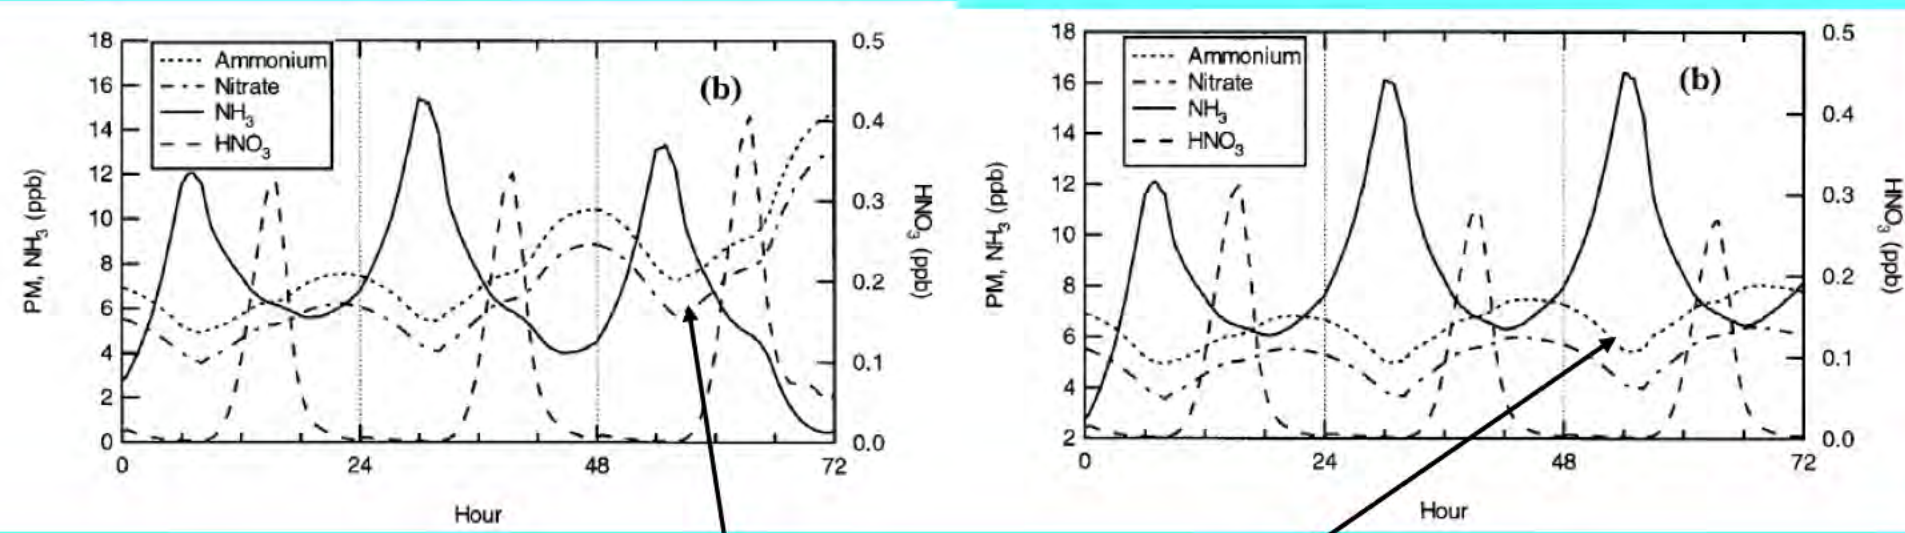 18
16
14
12
10
8
6
4
2
0
PM, NH3 (ppb)
Ammonium
Nitrate
NH3
HNO3
(b)
0.5
0.4
0.3
0.2
0.1
0.0
HNO3 (ppb)
0 24 48 72
Hour
18
16
14
12
10
8
6
4
2
PM, NH3 (ppb)
Ammonium
Nitrate
NH3
HNO3
(b)
0.5
0.4
0.3
0.2
0.1
0.0
HNO3 (ppb)
0 24 48 72
Hour